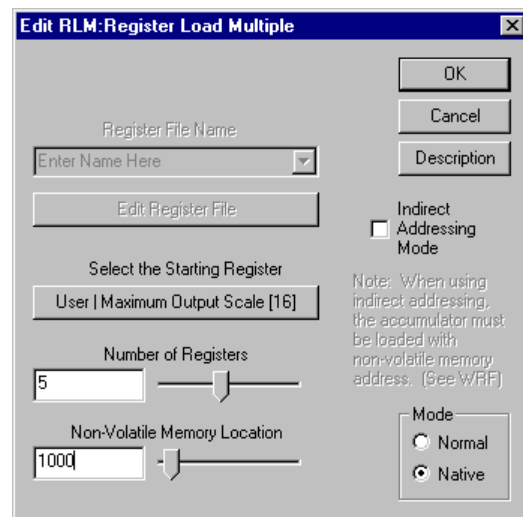 Edit RLM:Register Load Multiple
OK
Cancel
Description
Register File Name
Enter Name Here
Edit Register File
Indirect
Addressing
Mode
Select the Starting Register
User | Maximum Output Scale [16]
Note: When using
indirect addressing,
the accumulator must
be loaded with
non-volatile memory
address. (See WRF)
Number of Registers
5
Non-Volatile Memory Location
1000
Mode
Normal
Native